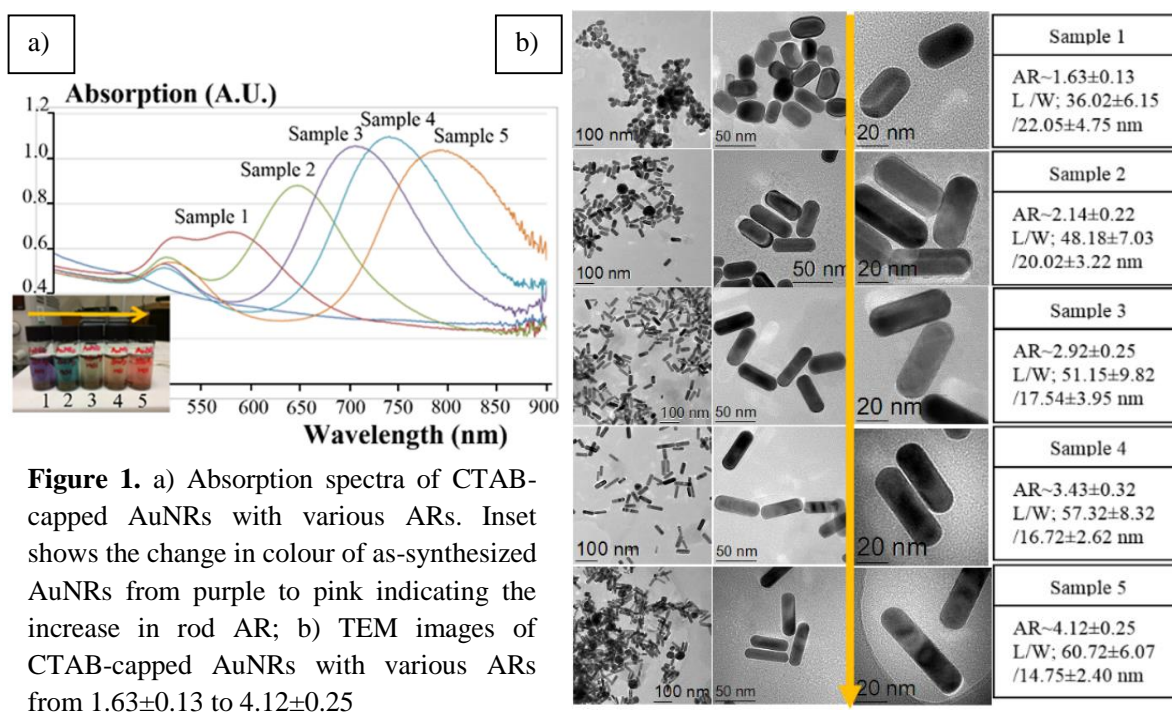 a)
Absorption (A.U.)
1.2
1.0
0.8
0.6
0.4
Sample 1
Sample 2
Sample 3
Sample 4
Sample 5
1 2 3 4 5
550 600 650 700 750 800 850 900
Wavelength (nm)
Figure 1. a) Absorption spectra of CTAB-
capped AuNRs with various ARs. Inset
shows the change in colour of as-synthesized
AuNRs from purple to pink indicating the
increase in rod AR; b) TEM images of
CTAB-capped AuNRs with various ARs
from 1.63±0.13 to 4.12±0.25
b)
100 nm
50 nm
20 nm
Sample 1
AR~1.63±0.13
L /W; 36.02±6.15
/22.05±4.75 nm
100 nm
50 nm
20 nm
Sample 2
AR~2.14±0.22
L/W; 48.18±7.03
/20.02±3.22 nm
100 nm
50 nm
20 nm
Sample 3
AR~2.92±0.25
L/W; 51.15±9.82
/17.54±3.95 nm
100 nm
50 nm
20 nm
Sample 4
AR~3.43±0.32
L/W; 57.32±8.32
/16.72±2.62 nm
100 nm
50 nm
20 nm
Sample 5
AR~4.12±0.25
L/W; 60.72±6.07
/14.75±2.40 nm